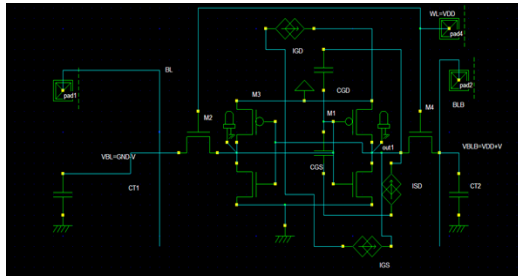 WL=VDD
pad4
IGD
BL
pad1
pad2
BLB
M3
CGD
M2
M1
M4
out1
VBL=GND-V
CGS
VBLB=VDD+V
CT1
ISD
CT2
IGS